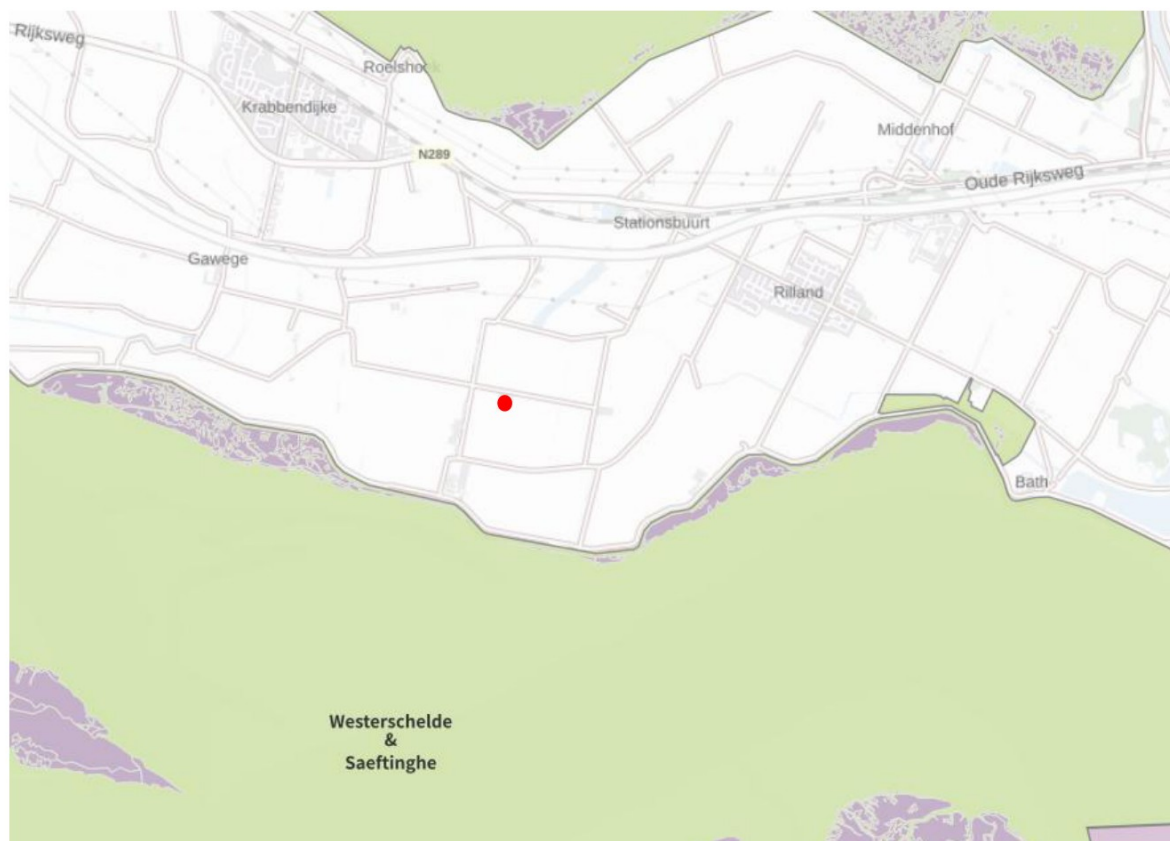 Rijksweg
Roelshoek
Krabbendijke
Middenhof
N289
Oude Rijksweg
Stationsbuurt
Gawege
Rilland
Bath
Westerschelde
&
Saeftinghe